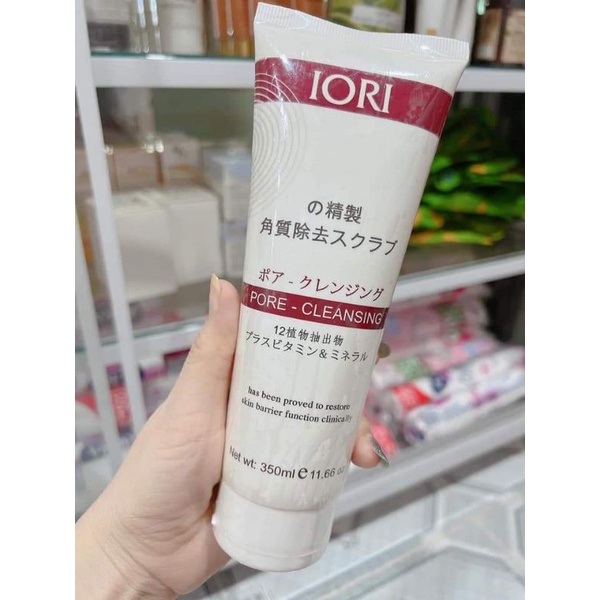 IORI
の精製
角質除去スクラブ
ポア - クレンジング
PORE - CLEANSING
12植物抽出物
プラスビタミン＆ミネラル
has been proved to restore
skin barrier function clinically
Net wt: 350ml e 11.66 oz